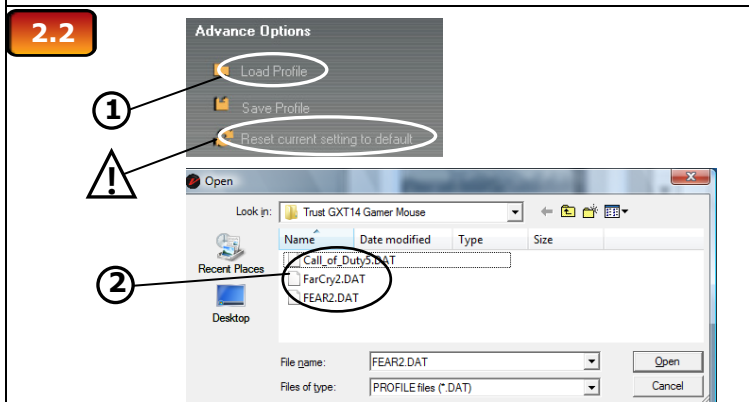 2.2
Advance Options
Load Profile
1
Save Profile
Reset current setting to default
!
Open
Look in: Trust GXT14 Gamer Mouse
Name Date modified Type Size
Recent Places
Call_of_Duty5.DAT
2
FarCry2.DAT
FEAR2.DAT
Desktop
File name: FEAR2.DAT Open
Files of type: PROFILE files (*.DAT) Cancel